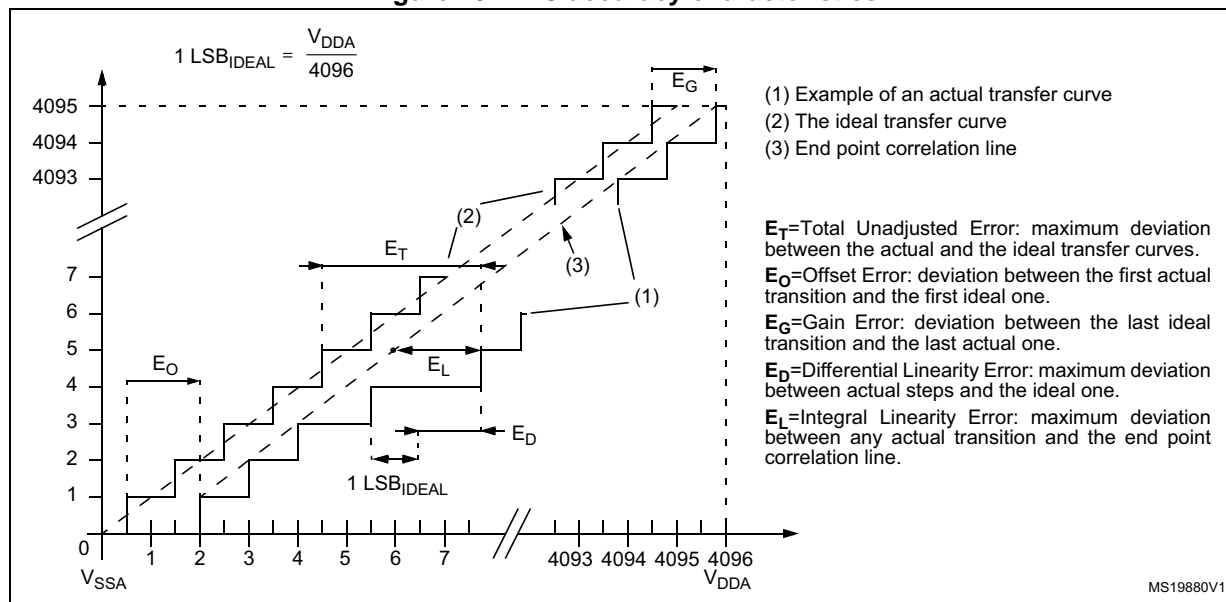 1 LSB_IDEAL = V_DDA / 4096
E_G
4095
4094
4093
7
6
5
4
3
2
1
0
(2)
E_T
(3)
(1)
E_O
E_L
E_D
1 LSB_IDEAL
1 2 3 4 5 6 7 4093 4094 4095 4096
V_SSA V_DDA
(1) Example of an actual transfer curve
(2) The ideal transfer curve
(3) End point correlation line
E_T=Total Unadjusted Error: maximum deviation
between the actual and the ideal transfer curves.
E_O=Offset Error: deviation between the first actual
transition and the first ideal one.
E_G=Gain Error: deviation between the last ideal
transition and the last actual one.
E_D=Differential Linearity Error: maximum deviation
between actual steps and the ideal one.
E_L=Integral Linearity Error: maximum deviation
between any actual transition and the end point
correlation line.
MS19880V1